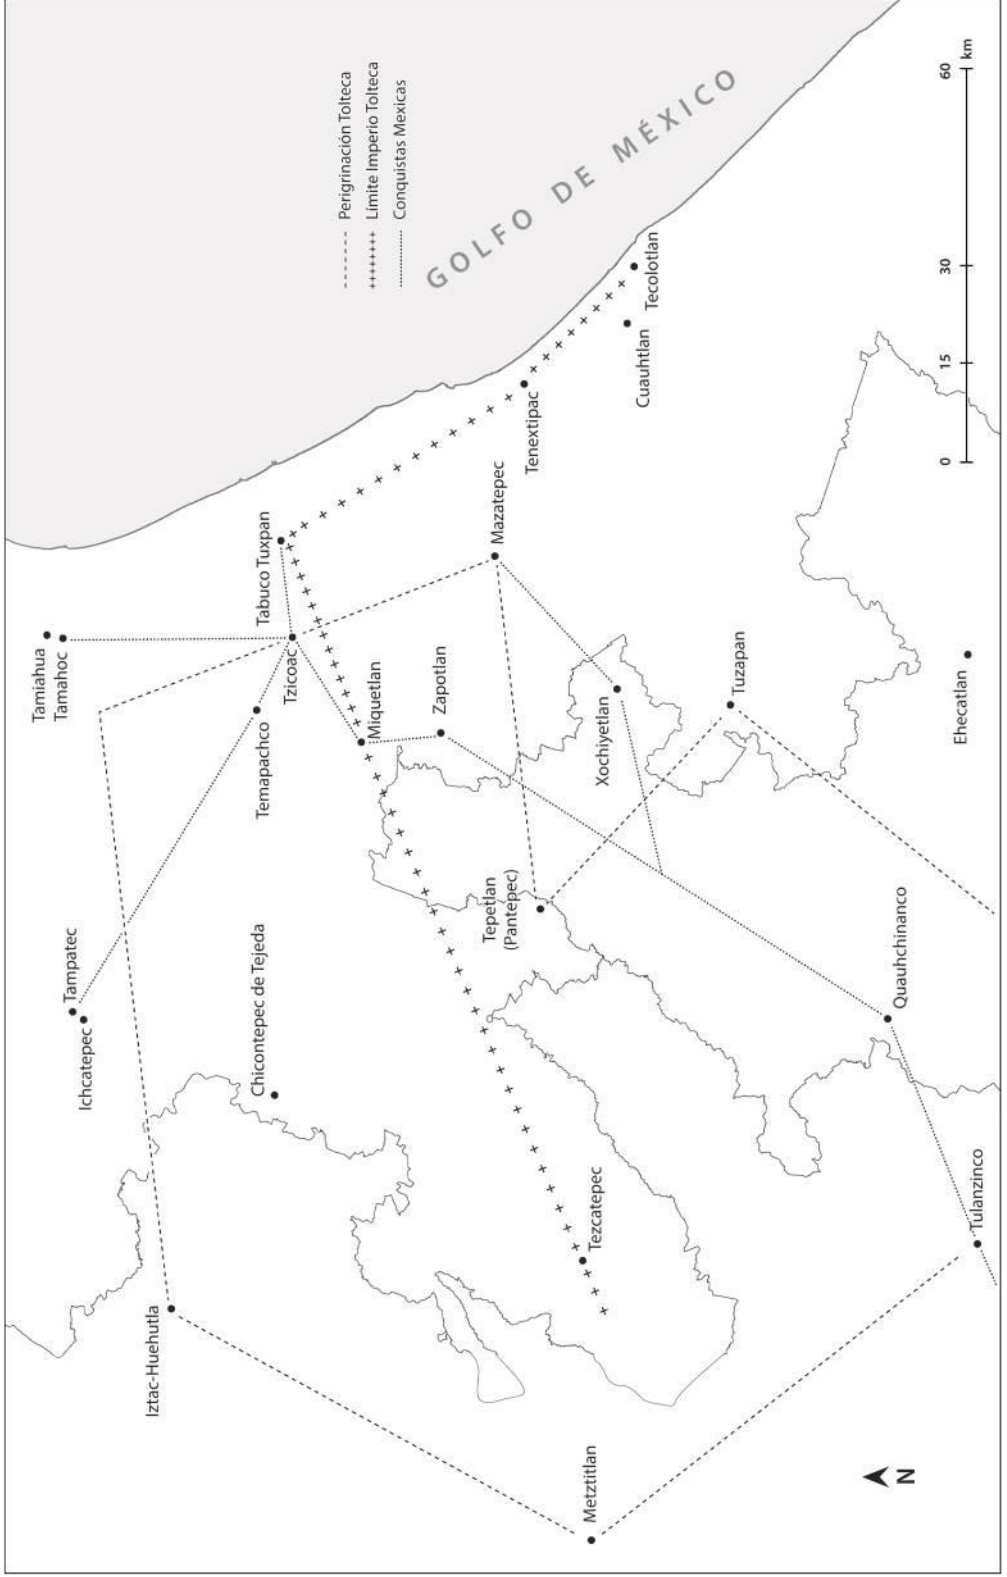 Perigrinación Tolteca
Límite Imperio Tolteca
Conquistas Mexicas
GOLFO DE MÉXICO
Tamiahua
Tamahoc
Tampatec
Ichcatepec
Iztac-Huehutla
Chicontepec de Tejeda
Temapachco
Tzicoac
Tabuco Tuxpan
Miquetlan
Zapotlan
Mazatepec
Tenextipac
Cuauhtlan
Tecolotlan
Tepetlan
(Pantepec)
Xochiyetlan
Tezcatepec
Metztitlan
Tuzapan
Quauhchinanco
Tulanzinco
Ehecatlan
N
0 15 30 60
km